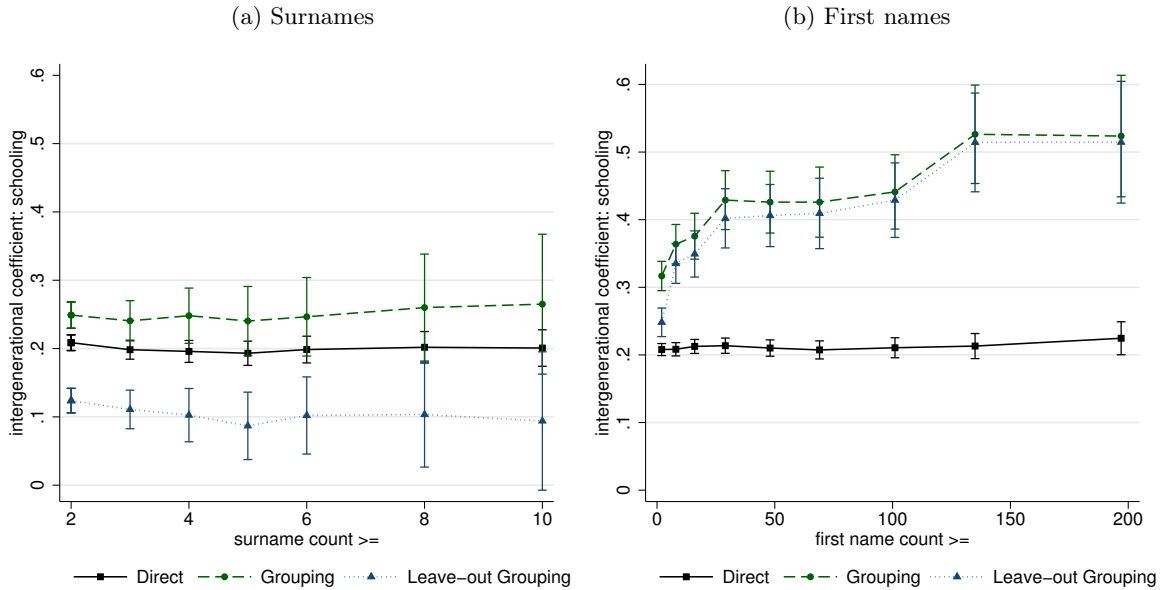 (a) Surnames
intergenerational coefficient: schooling
.6
.5
.4
.3
.2
.1
0
2 4 6 8 10
surname count >=
Direct Grouping Leave−out Grouping
(b) First names
intergenerational coefficient: schooling
.6
.5
.4
.3
.2
.1
0
0 50 100 150 200
first name count >=
Direct Grouping Leave−out Grouping